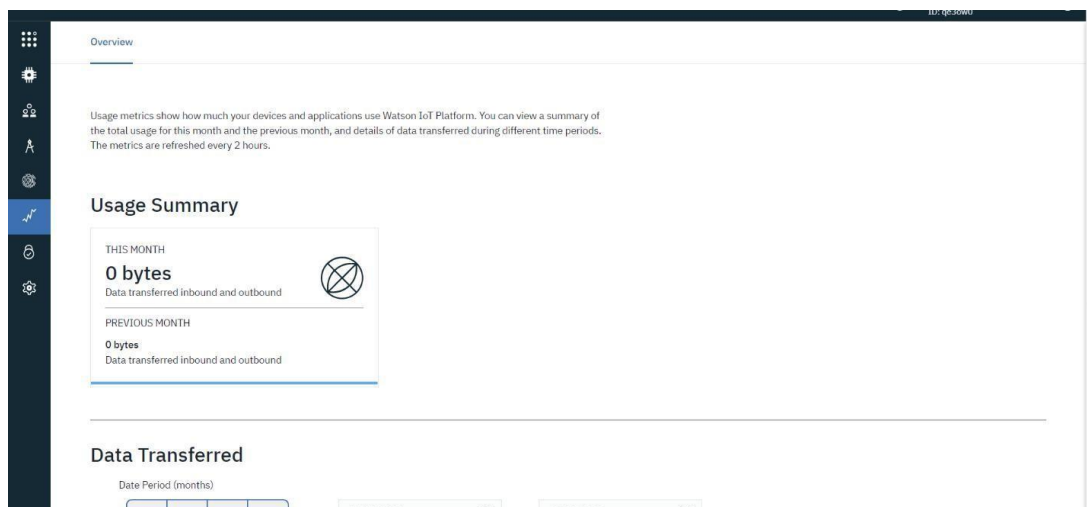 ID: qe3ow0
Overview
Usage metrics show how much your devices and applications use Watson IoT Platform. You can view a summary of
the total usage for this month and the previous month, and details of data transferred during different time periods.
The metrics are refreshed every 2 hours.
Usage Summary
THIS MONTH
0 bytes
Data transferred inbound and outbound
PREVIOUS MONTH
0 bytes
Data transferred inbound and outbound
Data Transferred
Date Period (months)